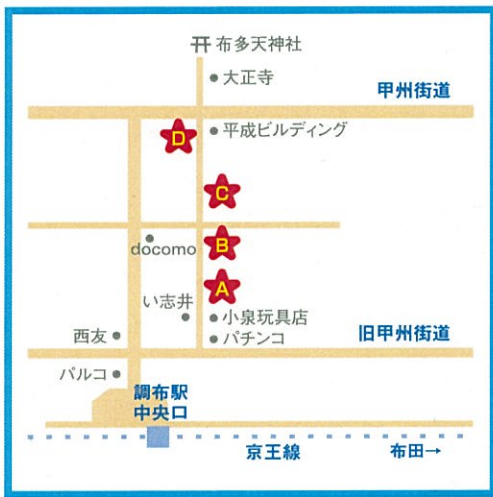 布多天神社
大正寺
甲州街道
D
平成ビルディング
C
docomo
B
A
い志井
小泉玩具店
パチンコ
旧甲州街道
西友
パルコ
調布駅
中央口
京王線
布田→